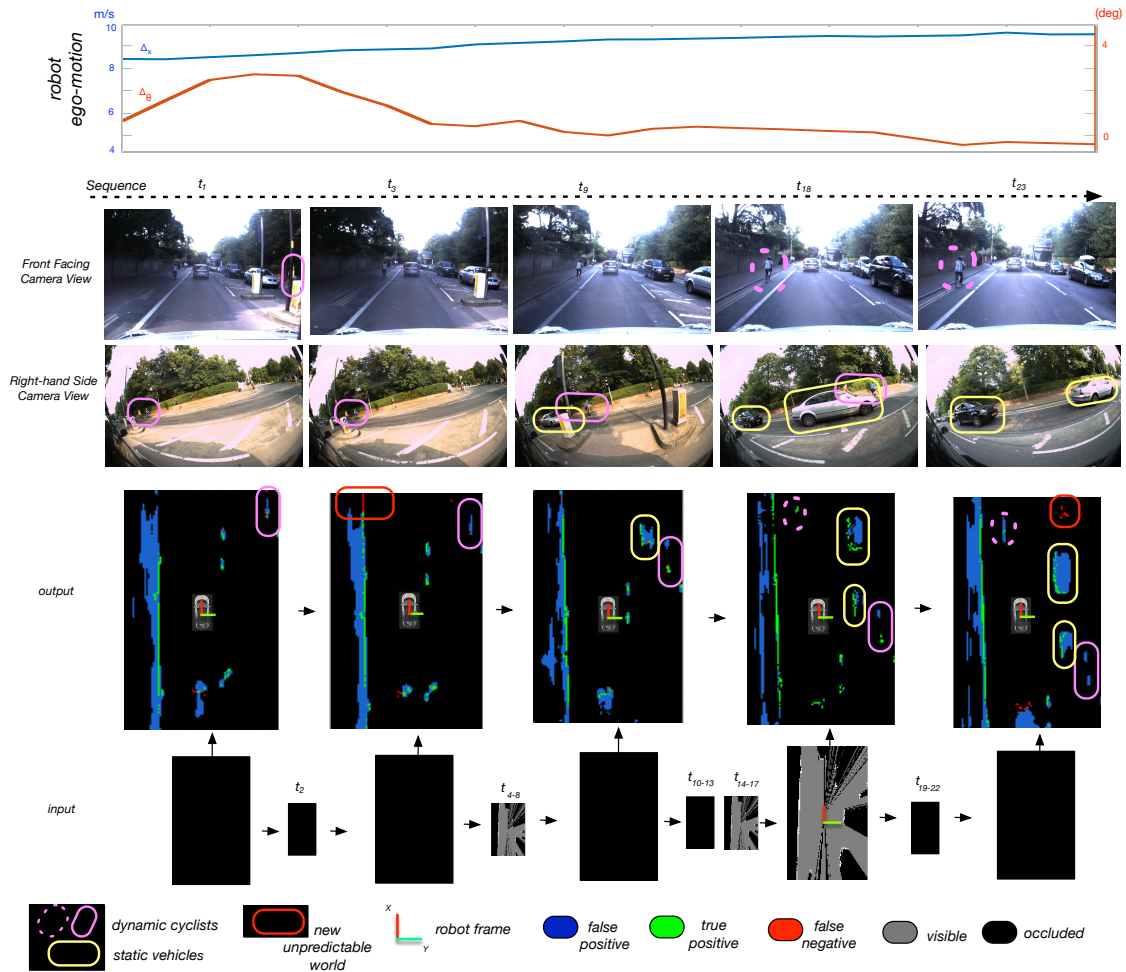 m/s
(deg)
10
8
6
4
4
0
Δx
Δθ
robot
ego-motion
Sequence
t1
t3
t9
t18
t23
Front Facing
Camera View
Right-hand Side
Camera View
output
input
t2
t4-8
t10-13
t14-17
t19-22
dynamic cyclists
static vehicles
new
unpredictable
world
X
Y
robot frame
false
positive
true
positive
false
negative
visible
occluded